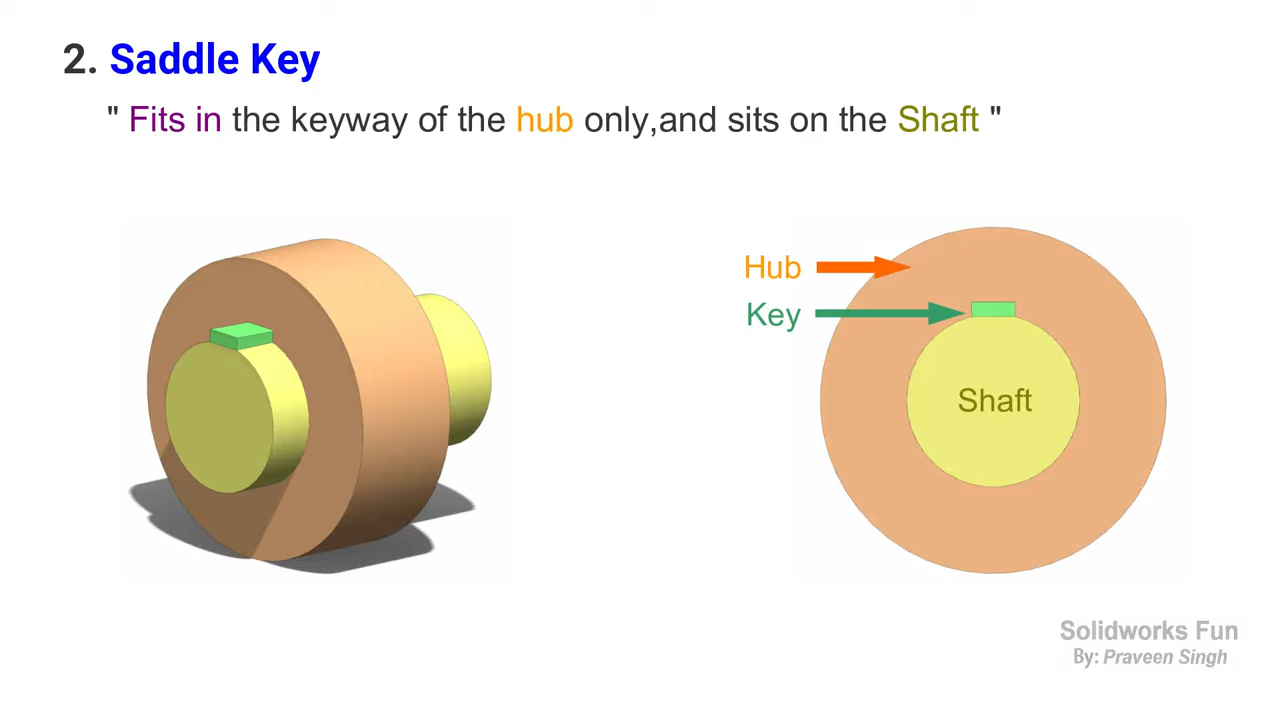 2. Saddle Key
" Fits in the keyway of the hub only,and sits on the Shaft "
Hub
Key
Shaft
Solidworks Fun
By: Praveen Singh